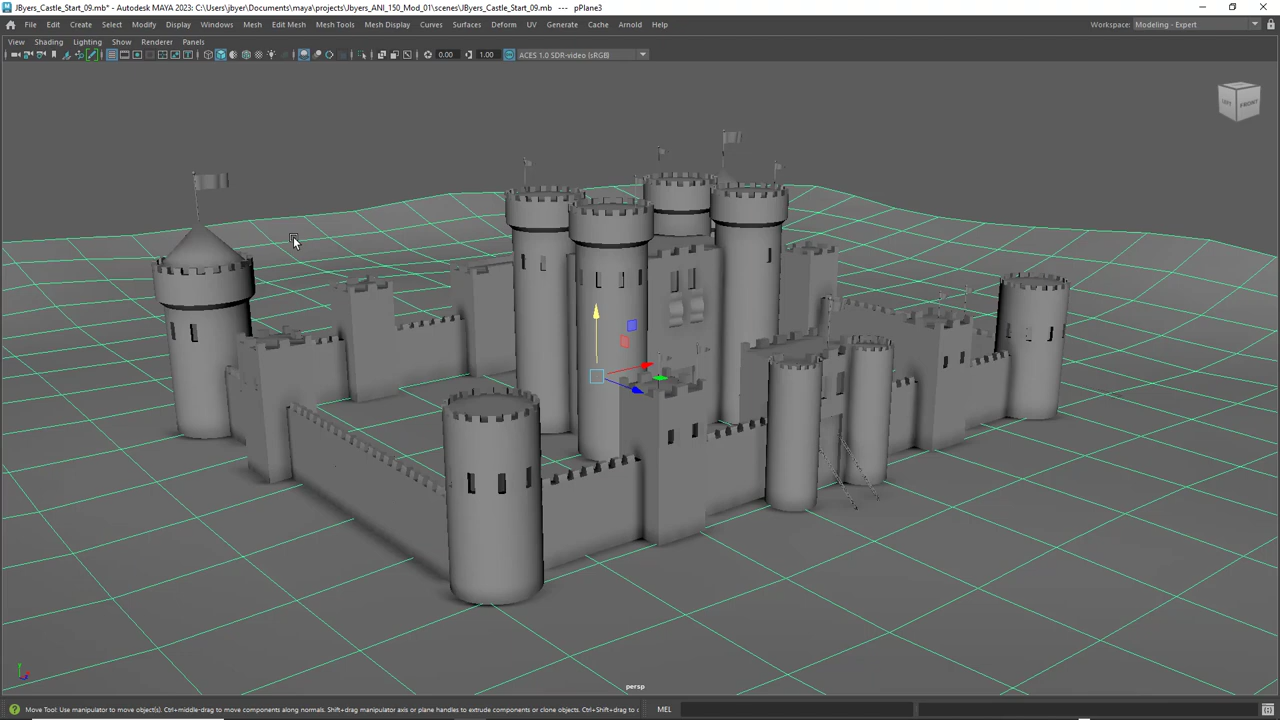 JByers_Castle_Start_09.mb* - Autodesk MAYA 2023: C:\Users\jbyer\Documents\maya\projects\Jbyers_ANI_150_Mod_01\scenes\JByers_Castle_Start_09.mb --- pPlane3
File Edit Create Select Modify Display Windows Mesh Edit Mesh Mesh Tools Mesh Display Curves Surfaces Deform UV Generate Cache Arnold Help Workspace: Modeling - Expert
View Shading Lighting Show Renderer Panels
0.00 1.00 ACES 1.0 SDR-video (sRGB)
LEFT FRONT
persp
Move Tool: Use manipulator to move object(s). Ctrl+middle-drag to move components along normals. Shift+drag manipulator axis or plane handles to extrude components or clone objects. Ctrl+Shift+drag to c MEL